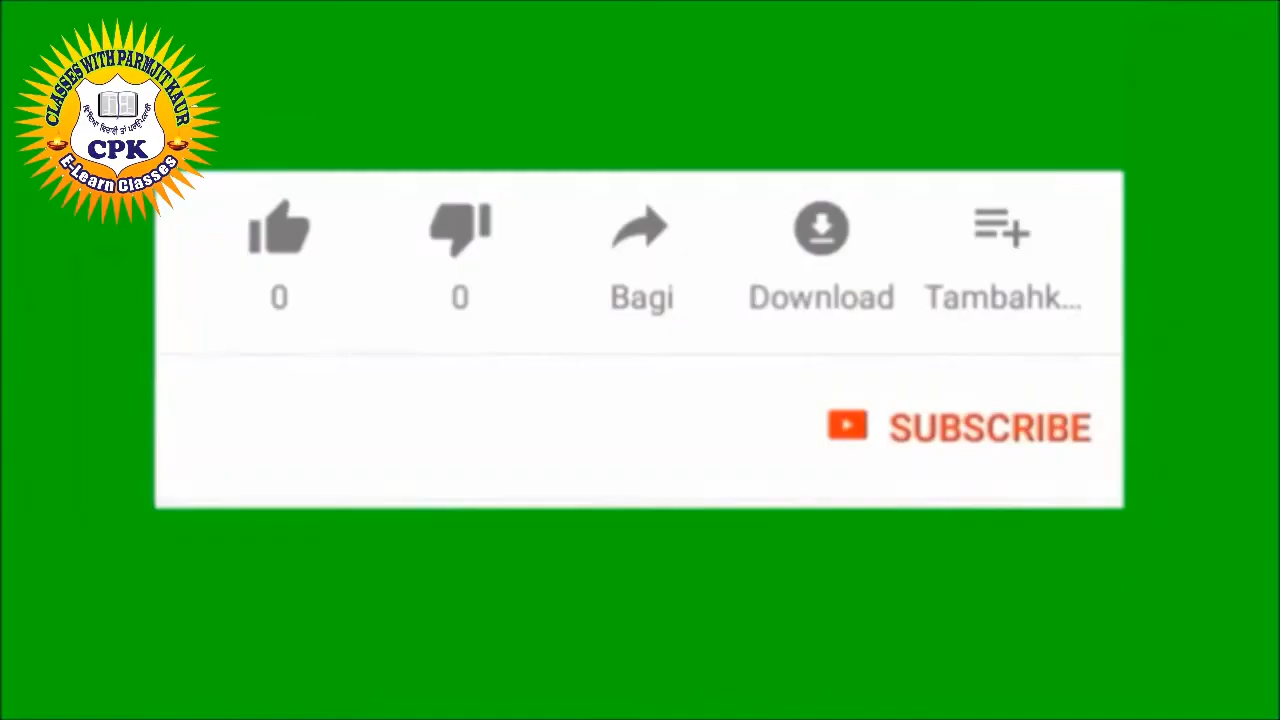 CLASSES WITH PARMJIT KAUR
CPK
E-Learn Classes
0 0 Bagi Download Tambahk...
SUBSCRIBE